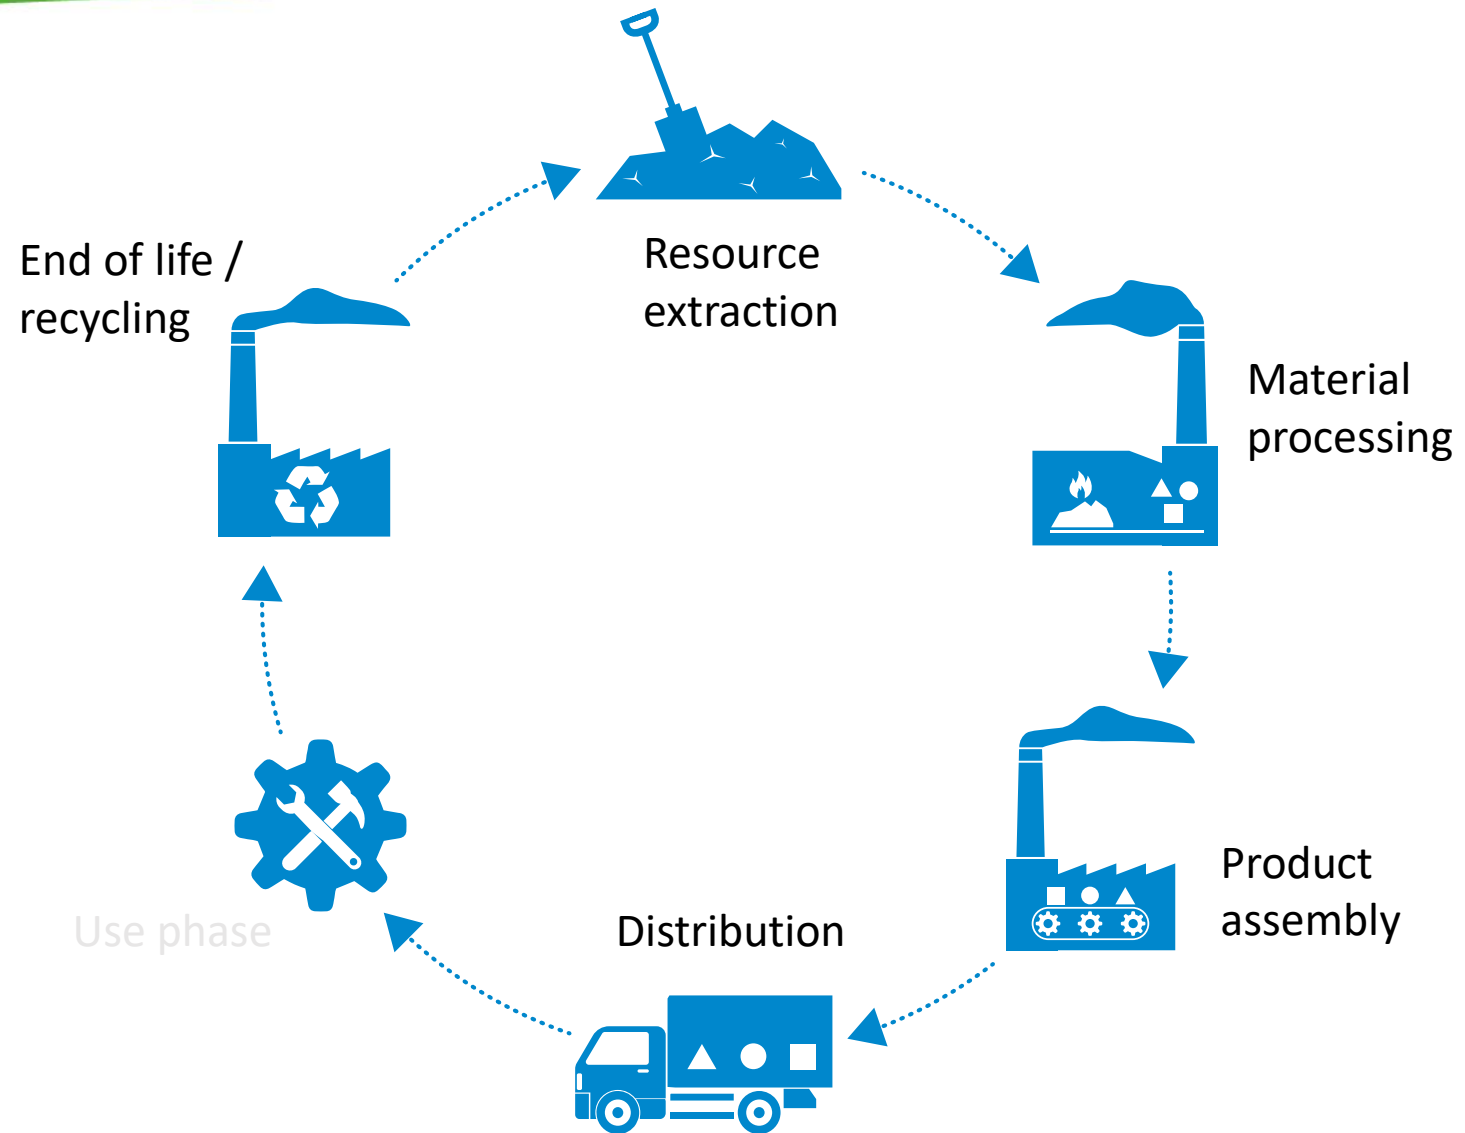 Resource
extraction
End of life /
recycling
Material
processing
Product
assembly
Distribution
Use phase